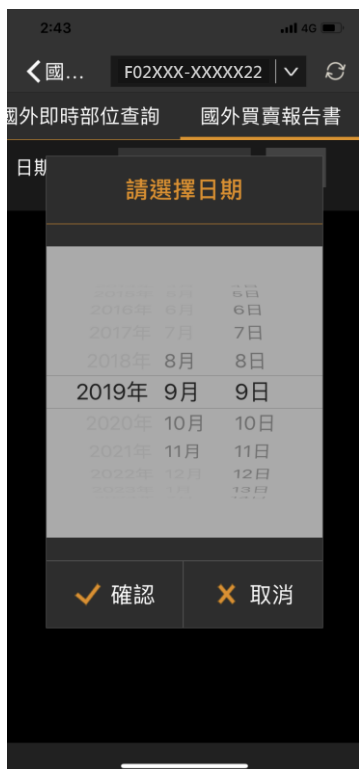 2:43 4G
國... F02XXX-XXXXX22
國外即時部位查詢 國外買賣報告書
日期
請選擇日期
5日
2016年 6月 6日
2017年 7月 7日
2018年 8月 8日
2019年 9月 9日
2020年 10月 10日
2021年 11月 11日
2022年 12月 12日
13日
確認 取消